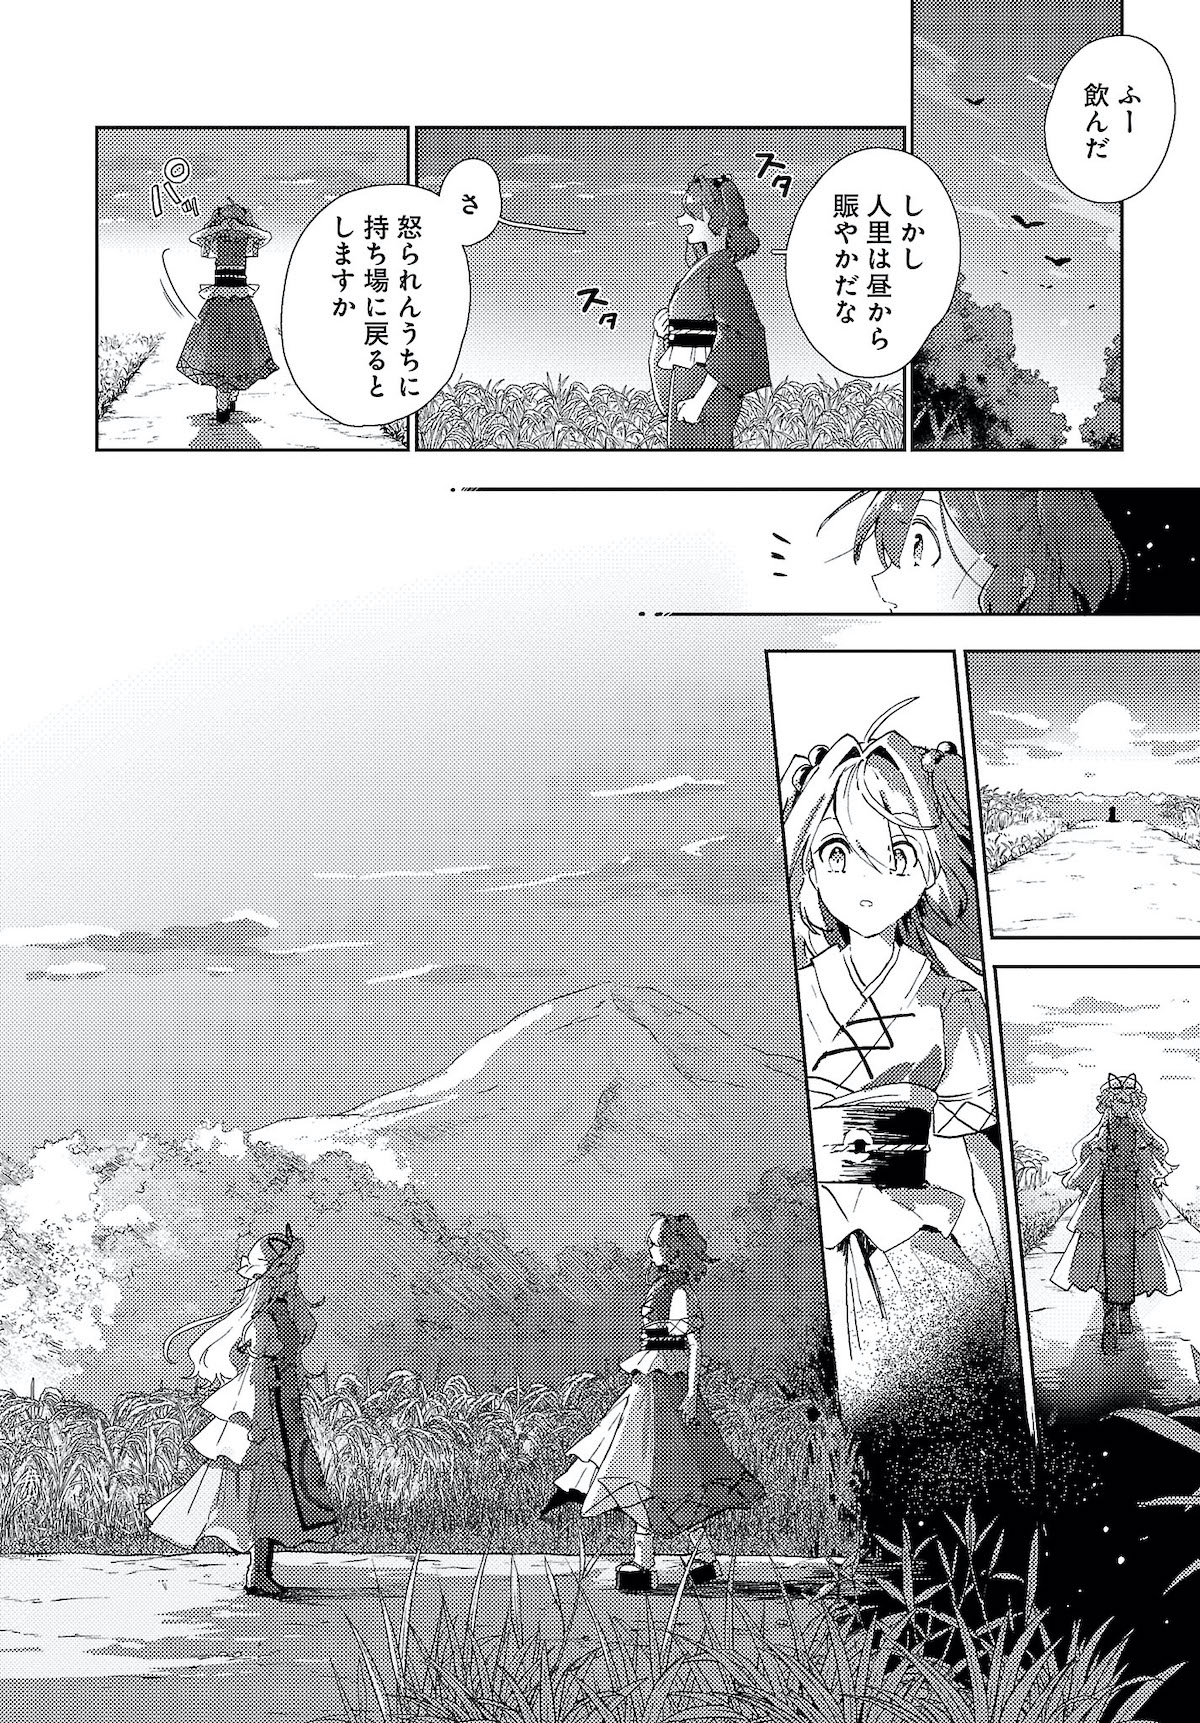 ふー
飲んだ
しかし
人里は昼から
賑やかだな
スタ
スタ
さ
怒られんうちに
持ち場に戻ると
しますか
パッ